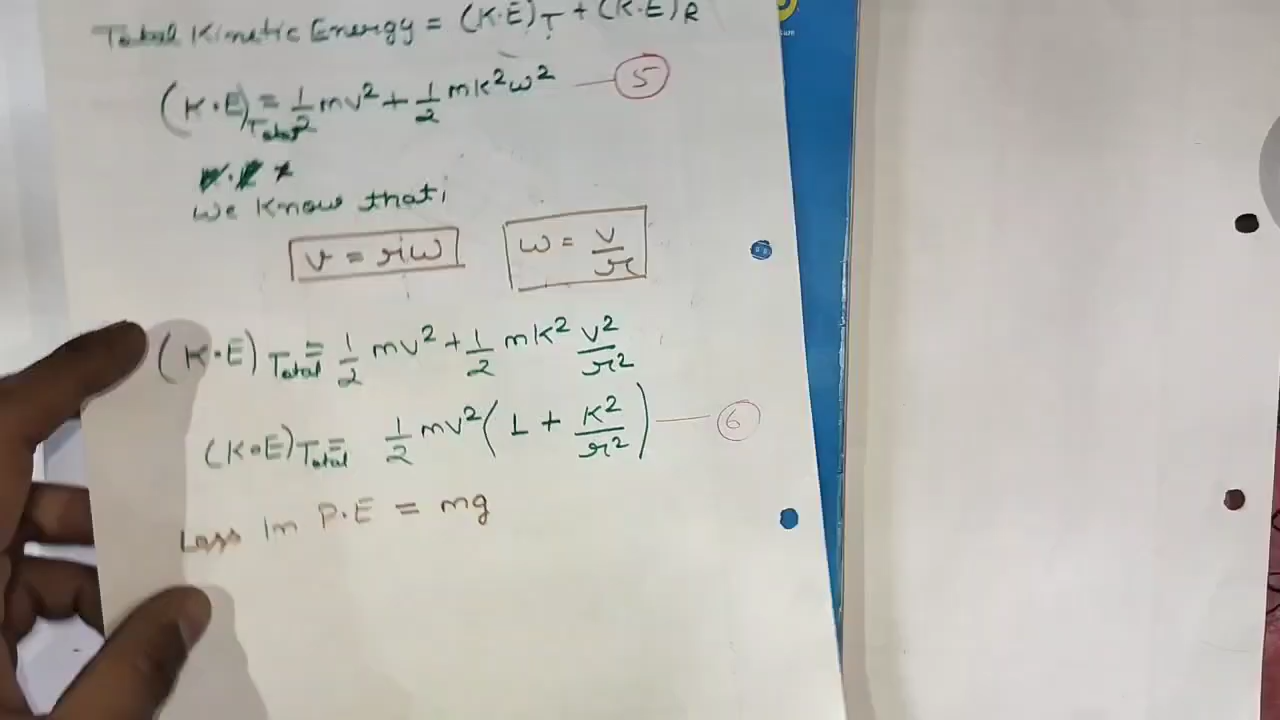 Total Kinetic Energy = (K.E)T + (K.E)R
(K.E)Total = 1/2 mv² + 1/2 mk²ω² — 5
We know that,
v = rω   ω = v/r
(K.E)Total = 1/2 mv² + 1/2 mk² v²/r²
(K.E)Total = 1/2 mv² (1 + k²/r²) — 6
Loss in P.E = mg